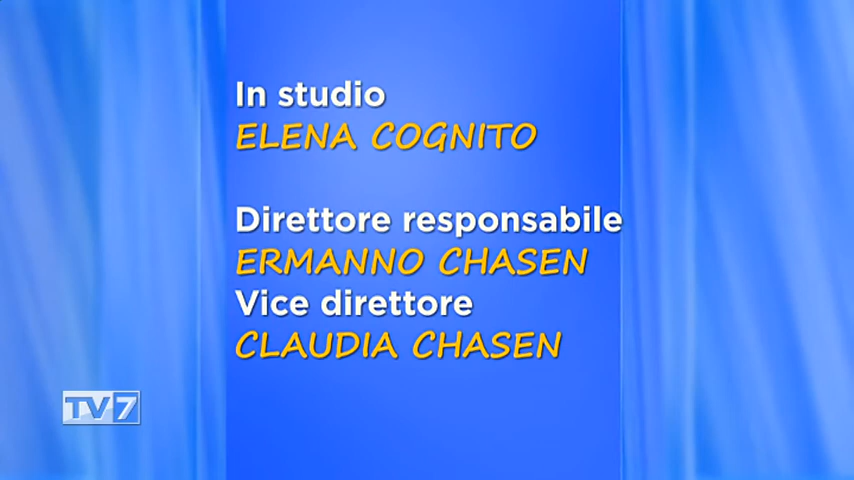 In studio
ELENA COGNITO
Direttore responsabile
ERMANNO CHASEN
Vice direttore
CLAUDIA CHASEN
TV7